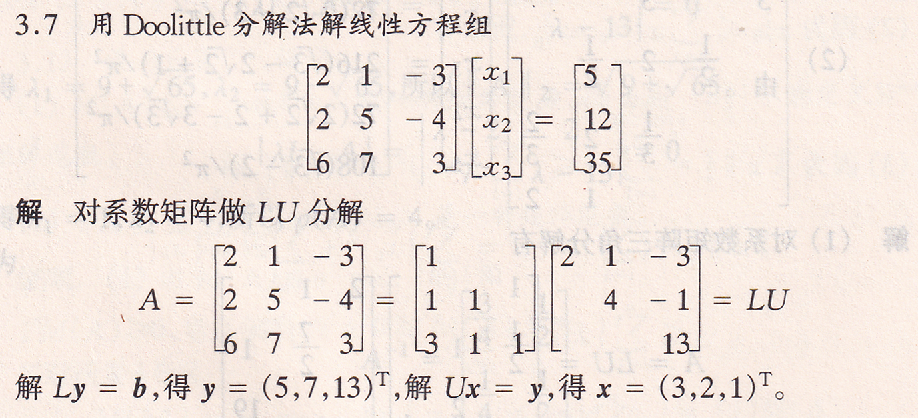 3.7 用 Doolittle 分解法解线性方程组
[2 1 -3; 2 5 -4; 6 7 3] [x₁; x₂; x₃] = [5; 12; 35]
解 对系数矩阵做 LU 分解
A = [2 1 -3; 2 5 -4; 6 7 3] = [1; 1 1; 3 1 1] [2 1 -3; 4 -1; 13] = LU
解 Ly = b,得 y = (5,7,13)ᵀ,解 Ux = y,得 x = (3,2,1)ᵀ。